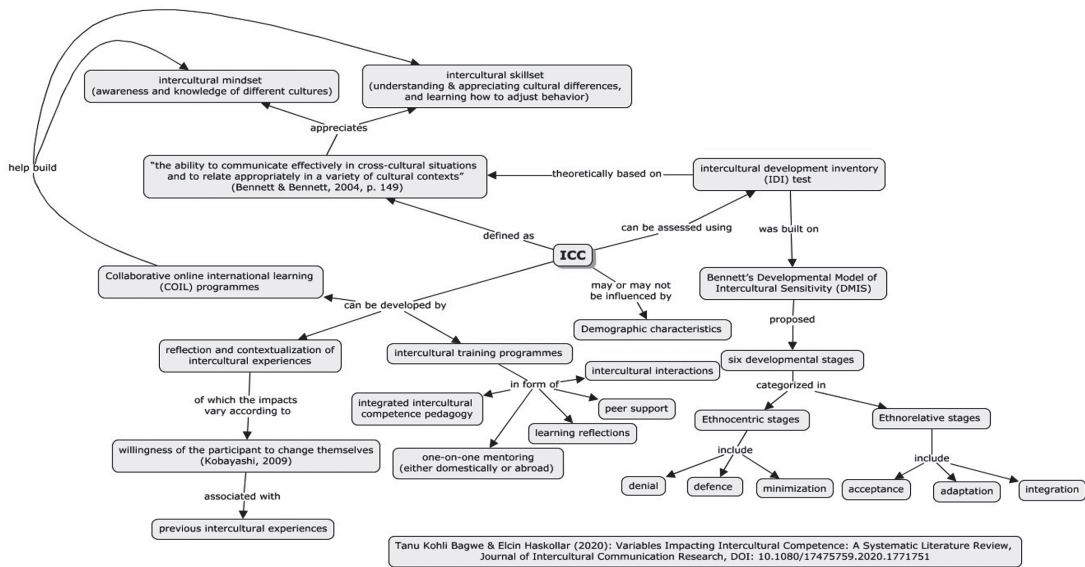 intercultural mindset
(awareness and knowledge of different cultures)
intercultural skillset
(understanding & appreciating cultural differences,
and learning how to adjust behavior)
appreciates
help build
“the ability to communicate effectively in cross-cultural situations
and to relate appropriately in a variety of cultural contexts”
(Bennett & Bennett, 2004, p. 149)
theoretically based on
intercultural development inventory
(IDI) test
defined as
can be assessed using
was built on
ICC
Collaborative online international learning
(COIL) programmes
may or may not
be influenced by
Bennett’s Developmental Model of
Intercultural Sensitivity (DMIS)
can be developed by
Demographic characteristics
proposed
reflection and contextualization of
intercultural experiences
intercultural training programmes
six developmental stages
intercultural interactions
in form of
categorized in
of which the impacts
vary according to
integrated intercultural
competence pedagogy
peer support
Ethnocentric stages
Ethnorelative stages
learning reflections
willingness of the participant to change themselves
(Kobayashi, 2009)
one-on-one mentoring
(either domestically or abroad)
include
include
denial
defence
minimization
acceptance
adaptation
integration
associated with
previous intercultural experiences
Tanu Kohli Bagwe & Elcin Haskollar (2020): Variables Impacting Intercultural Competence: A Systematic Literature Review,
Journal of Intercultural Communication Research, DOI: 10.1080/17475759.2020.1771751